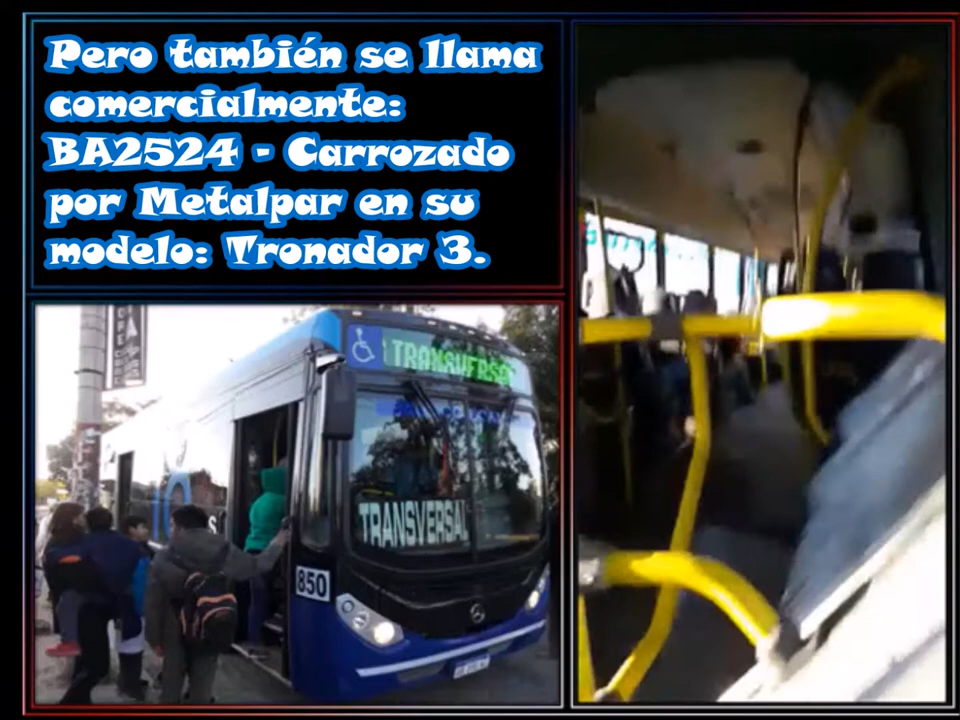 Pero también se llama
comercialmente:
BA2524 - Carrozado
por Metalpar en su
modelo: Tronador 3.
TRANSVERSAL
TRANSVERSAL
850